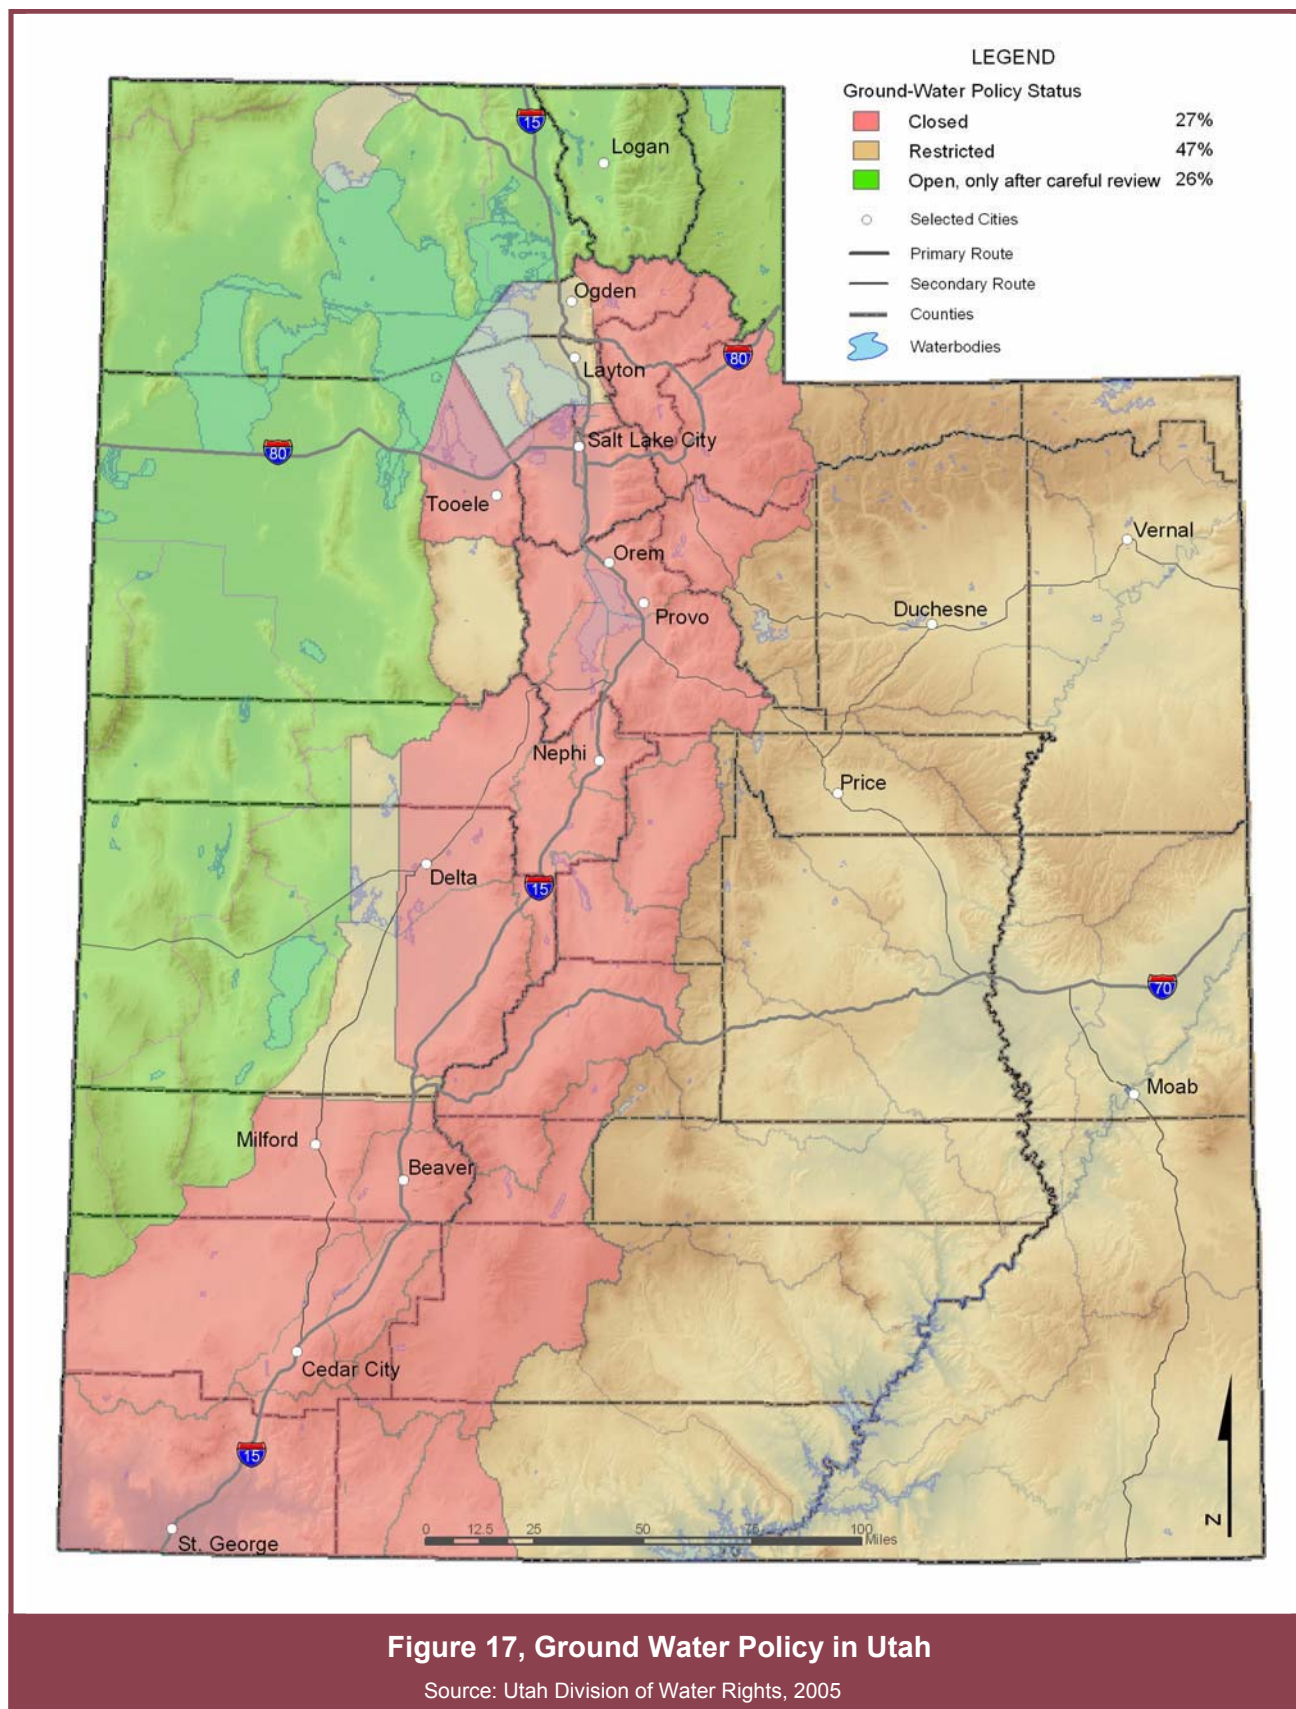 LEGEND
Ground-Water Policy Status
Closed 27%
Restricted 47%
Open, only after careful review 26%
Selected Cities
Primary Route
Secondary Route
Counties
Waterbodies
15
Logan
Ogden
80
Layton
Salt Lake City
80
Tooele
Orem
Vernal
Provo
Duchesne
Nephi
Price
Delta
15
70
Moab
Milford
Beaver
Cedar City
15
St. George
0 12.5 25 50 75 100
Miles
N
Figure 17, Ground Water Policy in Utah
Source: Utah Division of Water Rights, 2005